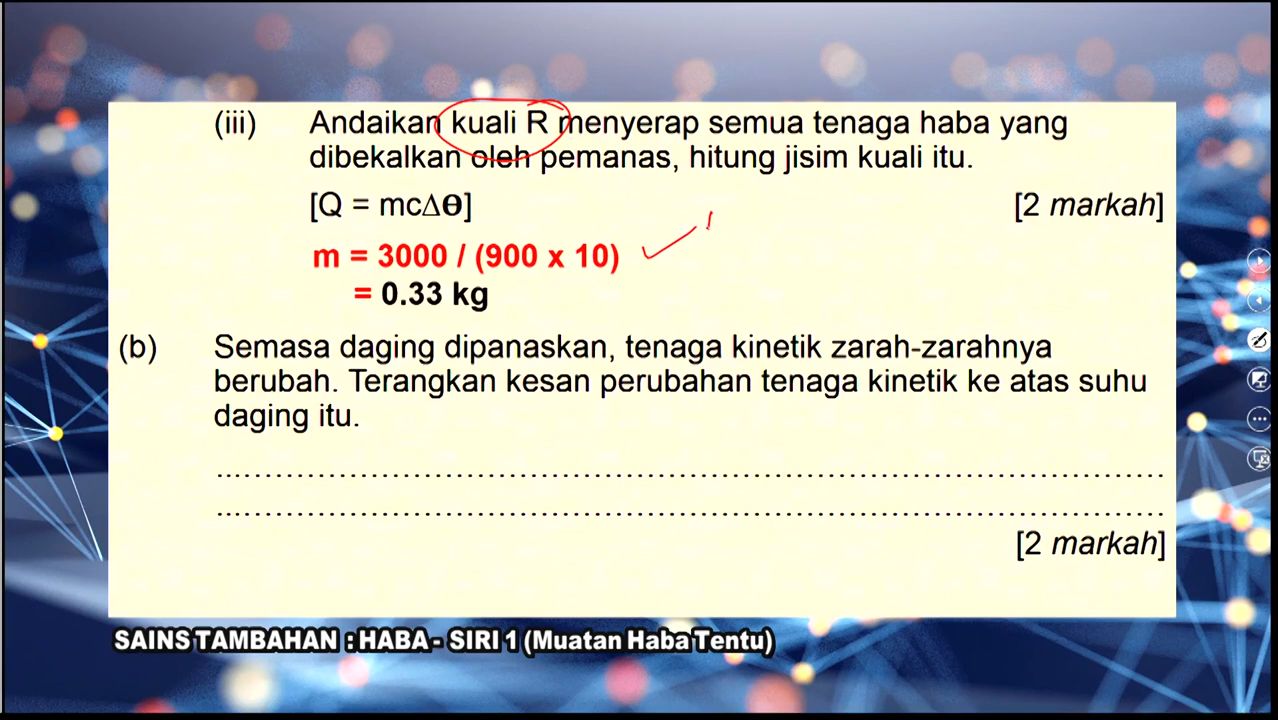 (iii) Andaikan kuali R menyerap semua tenaga haba yang
dibekalkan oleh pemanas, hitung jisim kuali itu.
[Q = mcΔΘ] [2 markah]
m = 3000 / (900 x 10)
= 0.33 kg
(b) Semasa daging dipanaskan, tenaga kinetik zarah-zarahnya
berubah. Terangkan kesan perubahan tenaga kinetik ke atas suhu
daging itu.
[2 markah]
SAINS TAMBAHAN : HABA - SIRI 1 (Muatan Haba Tentu)